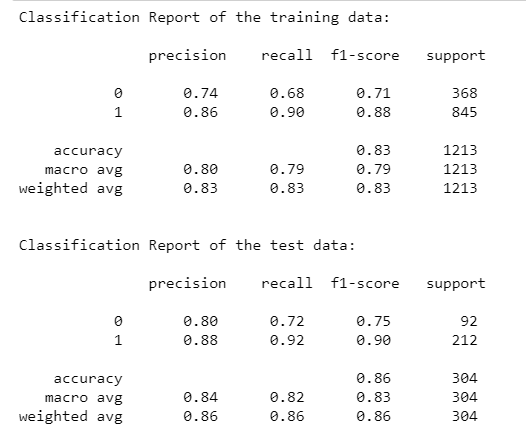 Classification Report of the training data:
precision recall f1-score support
0 0.74 0.68 0.71 368
1 0.86 0.90 0.88 845
accuracy 0.83 1213
macro avg 0.80 0.79 0.79 1213
weighted avg 0.83 0.83 0.83 1213
Classification Report of the test data:
precision recall f1-score support
0 0.80 0.72 0.75 92
1 0.88 0.92 0.90 212
accuracy 0.86 304
macro avg 0.84 0.82 0.83 304
weighted avg 0.86 0.86 0.86 304